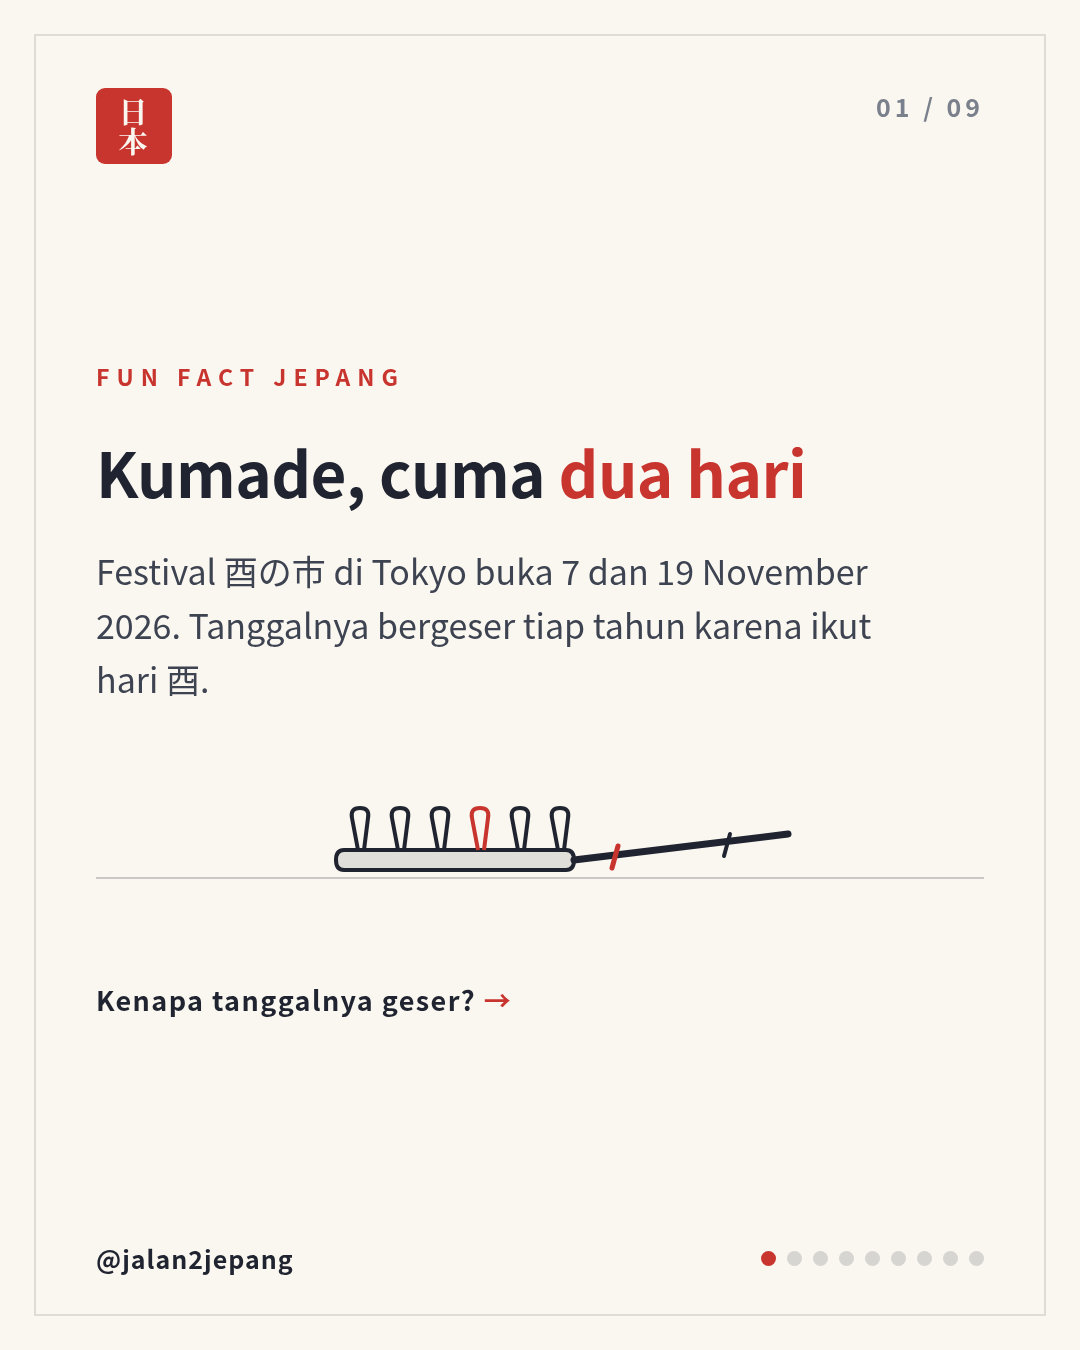 日本
01 / 09
FUN FACT JEPANG
Kumade, cuma dua hari
Festival 酉の市 di Tokyo buka 7 dan 19 November
2026. Tanggalnya bergeser tiap tahun karena ikut
hari 酉.
Kenapa tanggalnya geser? →
@jalan2jepang